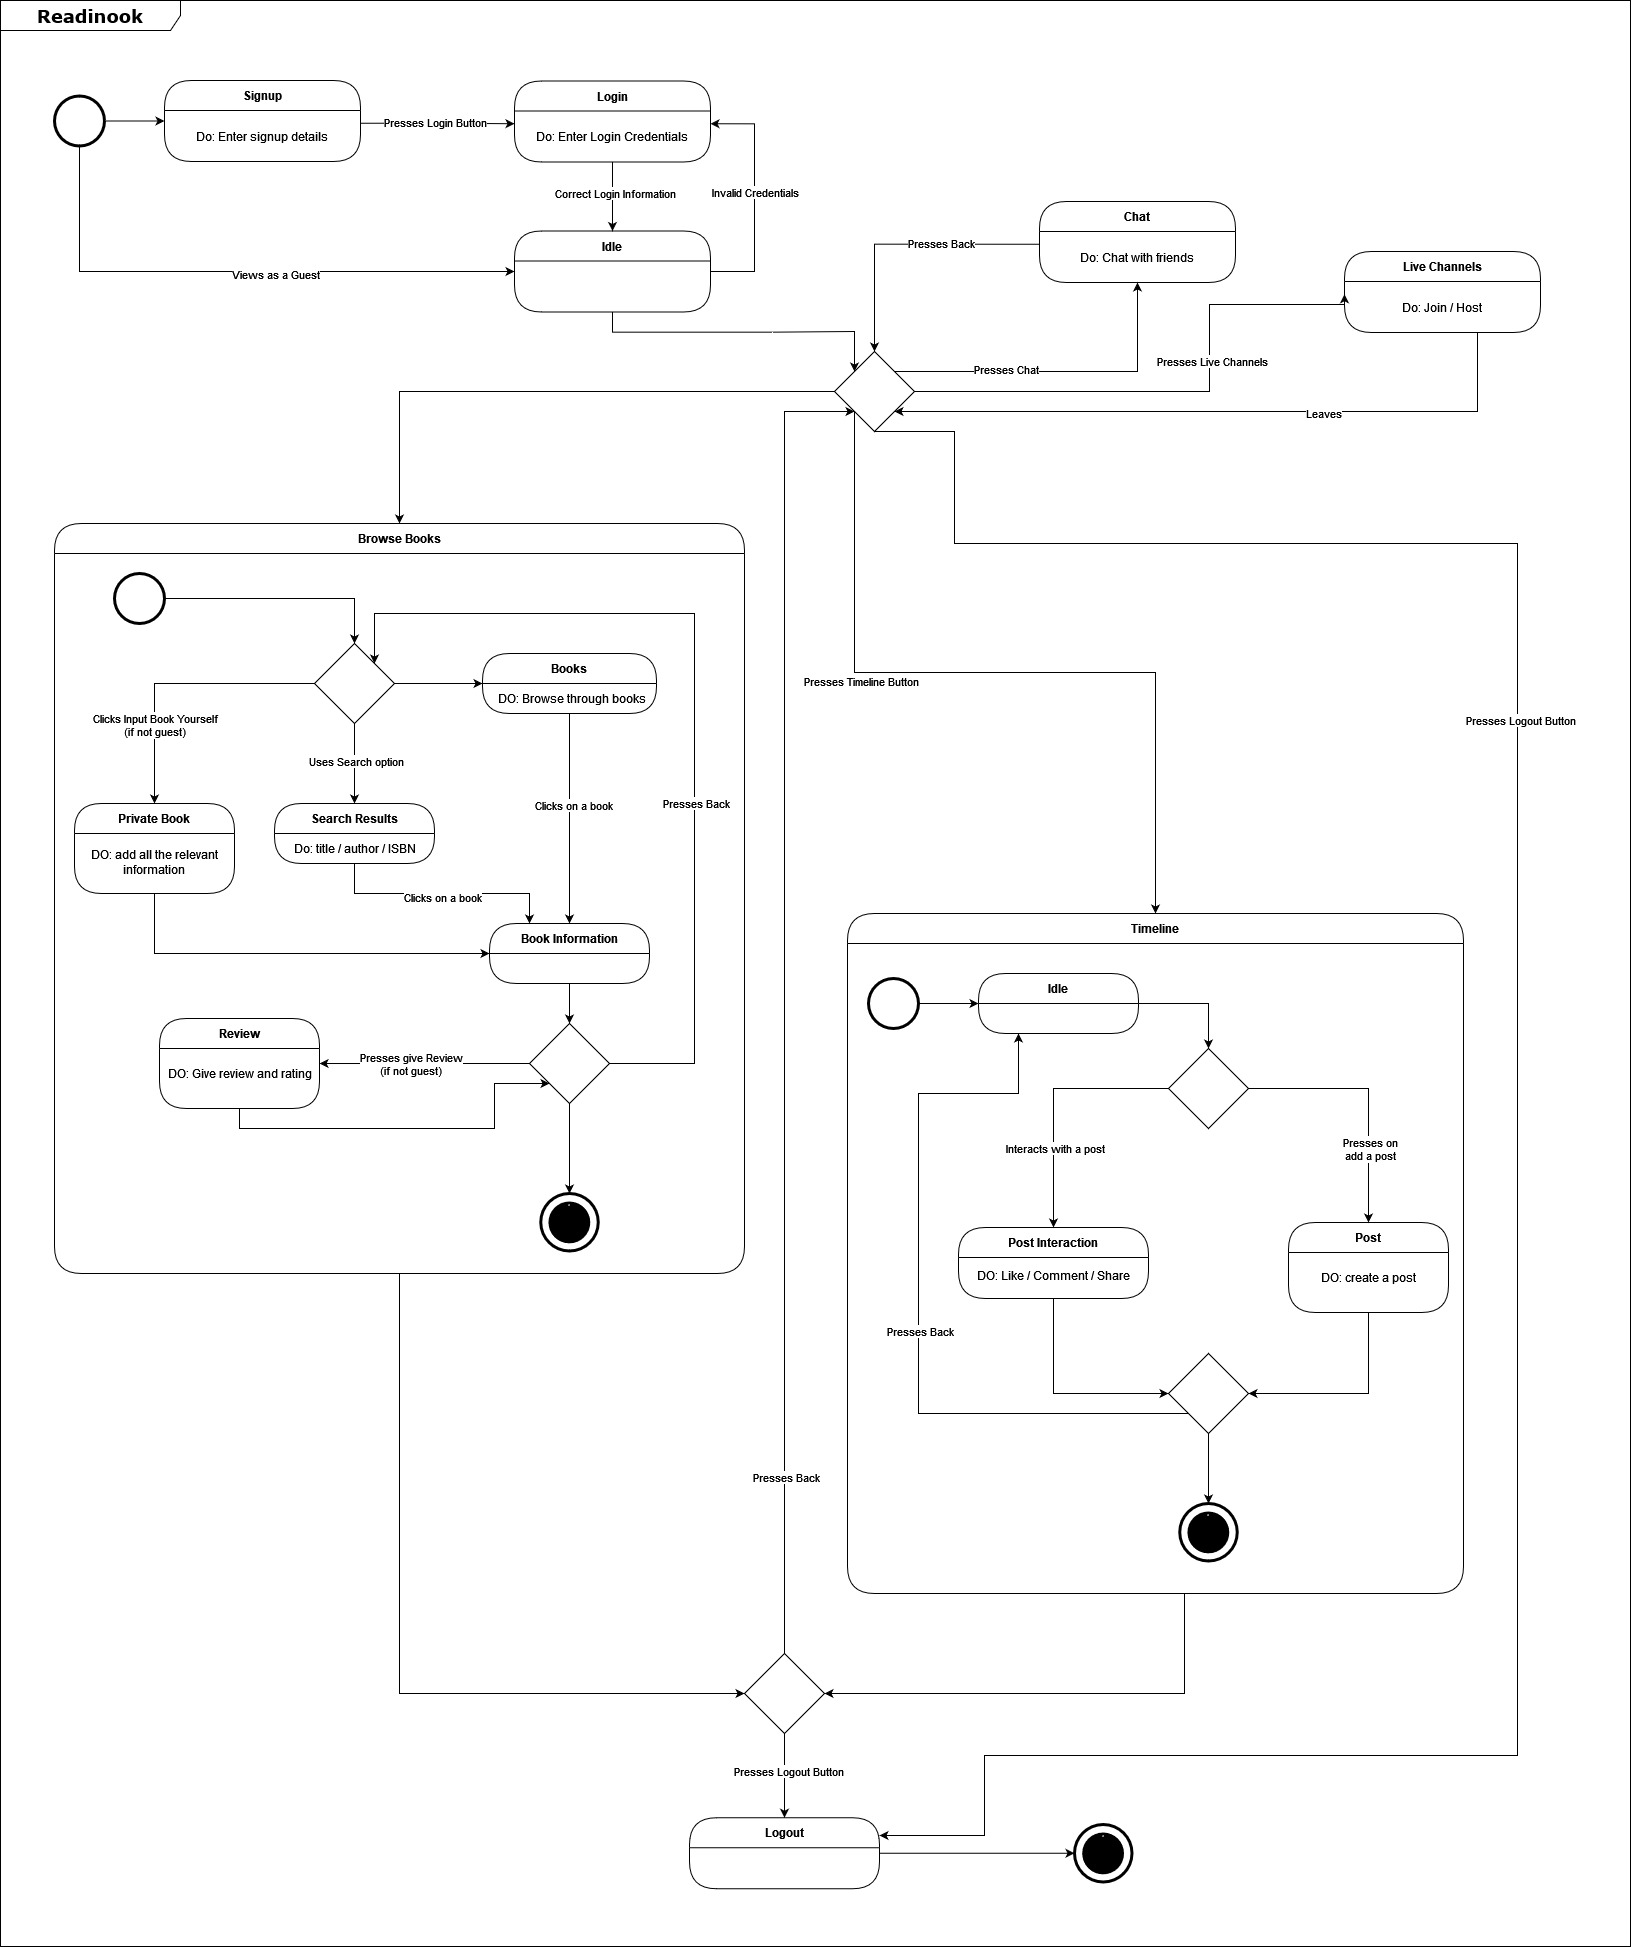 Readinook
Signup
Do: Enter signup details
Presses Login Button
Login
Do: Enter Login Credentials
Correct Login Information
Invalid Credentials
Idle
Views as a Guest
Chat
Do: Chat with friends
Presses Back
Presses Chat
Live Channels
Do: Join / Host
Presses Live Channels
Leaves
Browse Books
Books
DO: Browse through books
Clicks Input Book Yourself
(if not guest)
Uses Search option
Clicks on a book
Presses Back
Private Book
DO: add all the relevant
information
Search Results
Do: title / author / ISBN
Clicks on a book
Book Information
Review
DO: Give review and rating
Presses give Review
(if not guest)
Presses Timeline Button
Presses Logout Button
Timeline
Idle
Interacts with a post
Presses on
add a post
Post Interaction
DO: Like / Comment / Share
Post
DO: create a post
Presses Back
Presses Back
Presses Logout Button
Logout